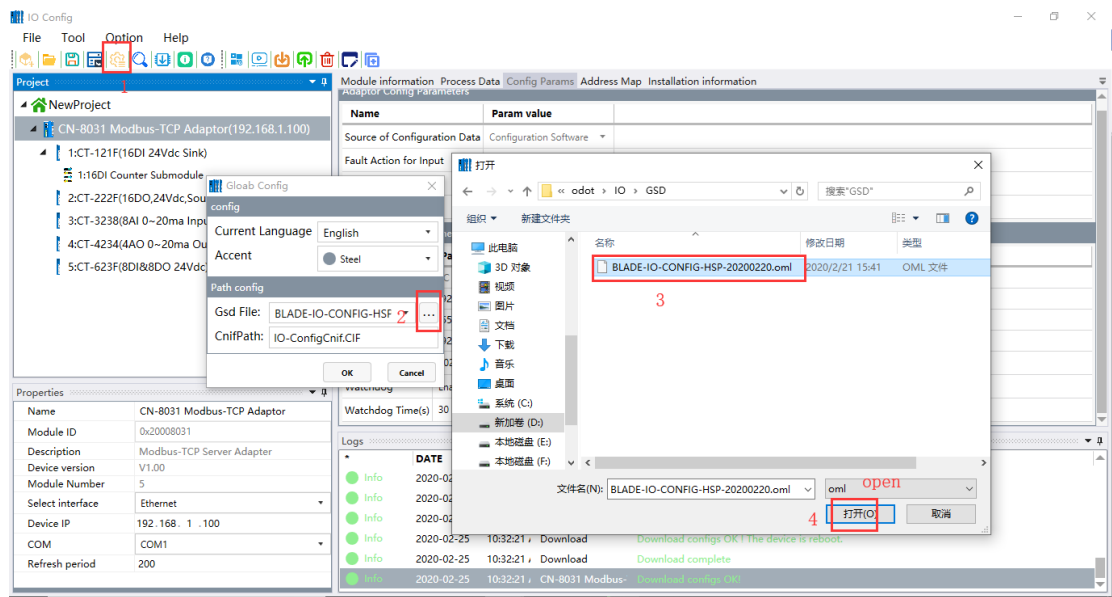 IO Config
File Tool Option Help
1
Project
Module information Process Data Config Params Address Map Installation information
Adaptor Config Parameters
NewProject
CN-8031 Modbus-TCP Adaptor(192.168.1.100)
1:CT-121F(16DI 24Vdc Sink)
1:16DI Counter Submodule
2:CT-222F(16DO,24Vdc,Sou
3:CT-3238(8AI 0~20ma Inpu
4:CT-4234(4AO 0~20ma Ou
5:CT-623F(8DI&8DO 24Vdc
Name Param value
Source of Configuration Data Configuration Software
Fault Action for Input
Gloab Config
config
Current Language English
Accent Steel
Path config
Gsd File: BLADE-IO-CONFIG-HSP 2 ...
CnifPath: IO-ConfigCnif.CIF
OK Cancel
打开
« odot › IO › GSD
搜索"GSD"
组织 新建文件夹
此电脑
3D 对象
视频
图片
文档
下载
音乐
桌面
系统 (C:)
新加卷 (D:)
本地磁盘 (E:)
本地磁盘 (F:)
名称 修改日期 类型
BLADE-IO-CONFIG-HSP-20200220.oml 2020/2/21 15:41 OML 文件
3
文件名(N): BLADE-IO-CONFIG-HSP-20200220.oml oml
open
4 打开(O) 取消
Watchdog Ena
Watchdog Time(s) 30
Properties
Name CN-8031 Modbus-TCP Adaptor
Module ID 0x20008031
Description Modbus-TCP Server Adapter
Device version V1.00
Module Number 5
Select interface Ethernet
Device IP 192.168. 1 .100
COM COM1
Refresh period 200
Logs
* DATE
Info 2020-02
Info 2020-02
Info 2020-02
Info 2020-02-25 10:32:21 Download Download configs OK ! The device is reboot.
Info 2020-02-25 10:32:21 Download Download complete
Info 2020-02-25 10:32:21 CN-8031 Modbus- Download configs OK!